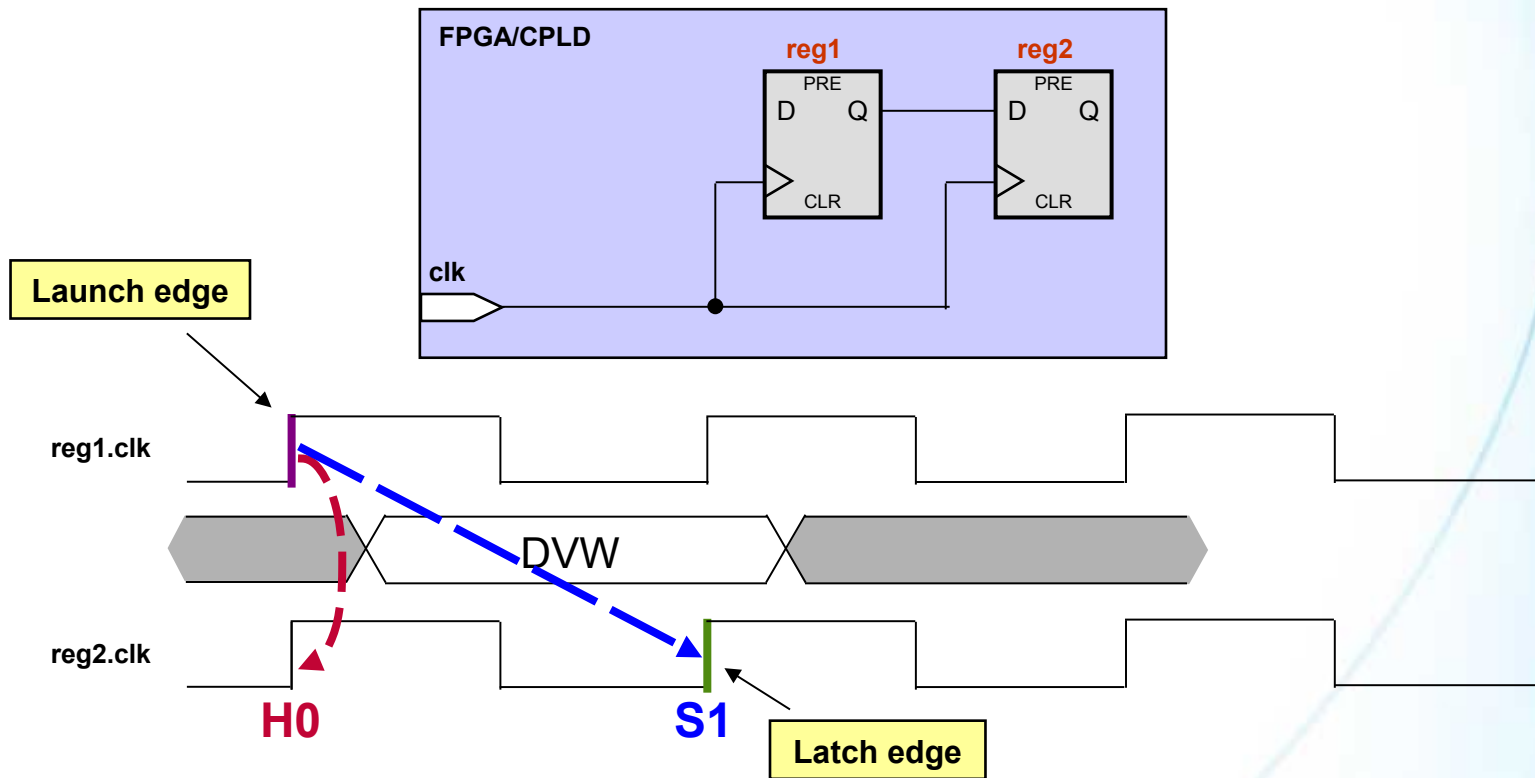 FPGA/CPLD
reg1
reg2
PRE
D Q
CLR
PRE
D Q
CLR
clk
Launch edge
reg1.clk
DVW
reg2.clk
H0
S1
Latch edge